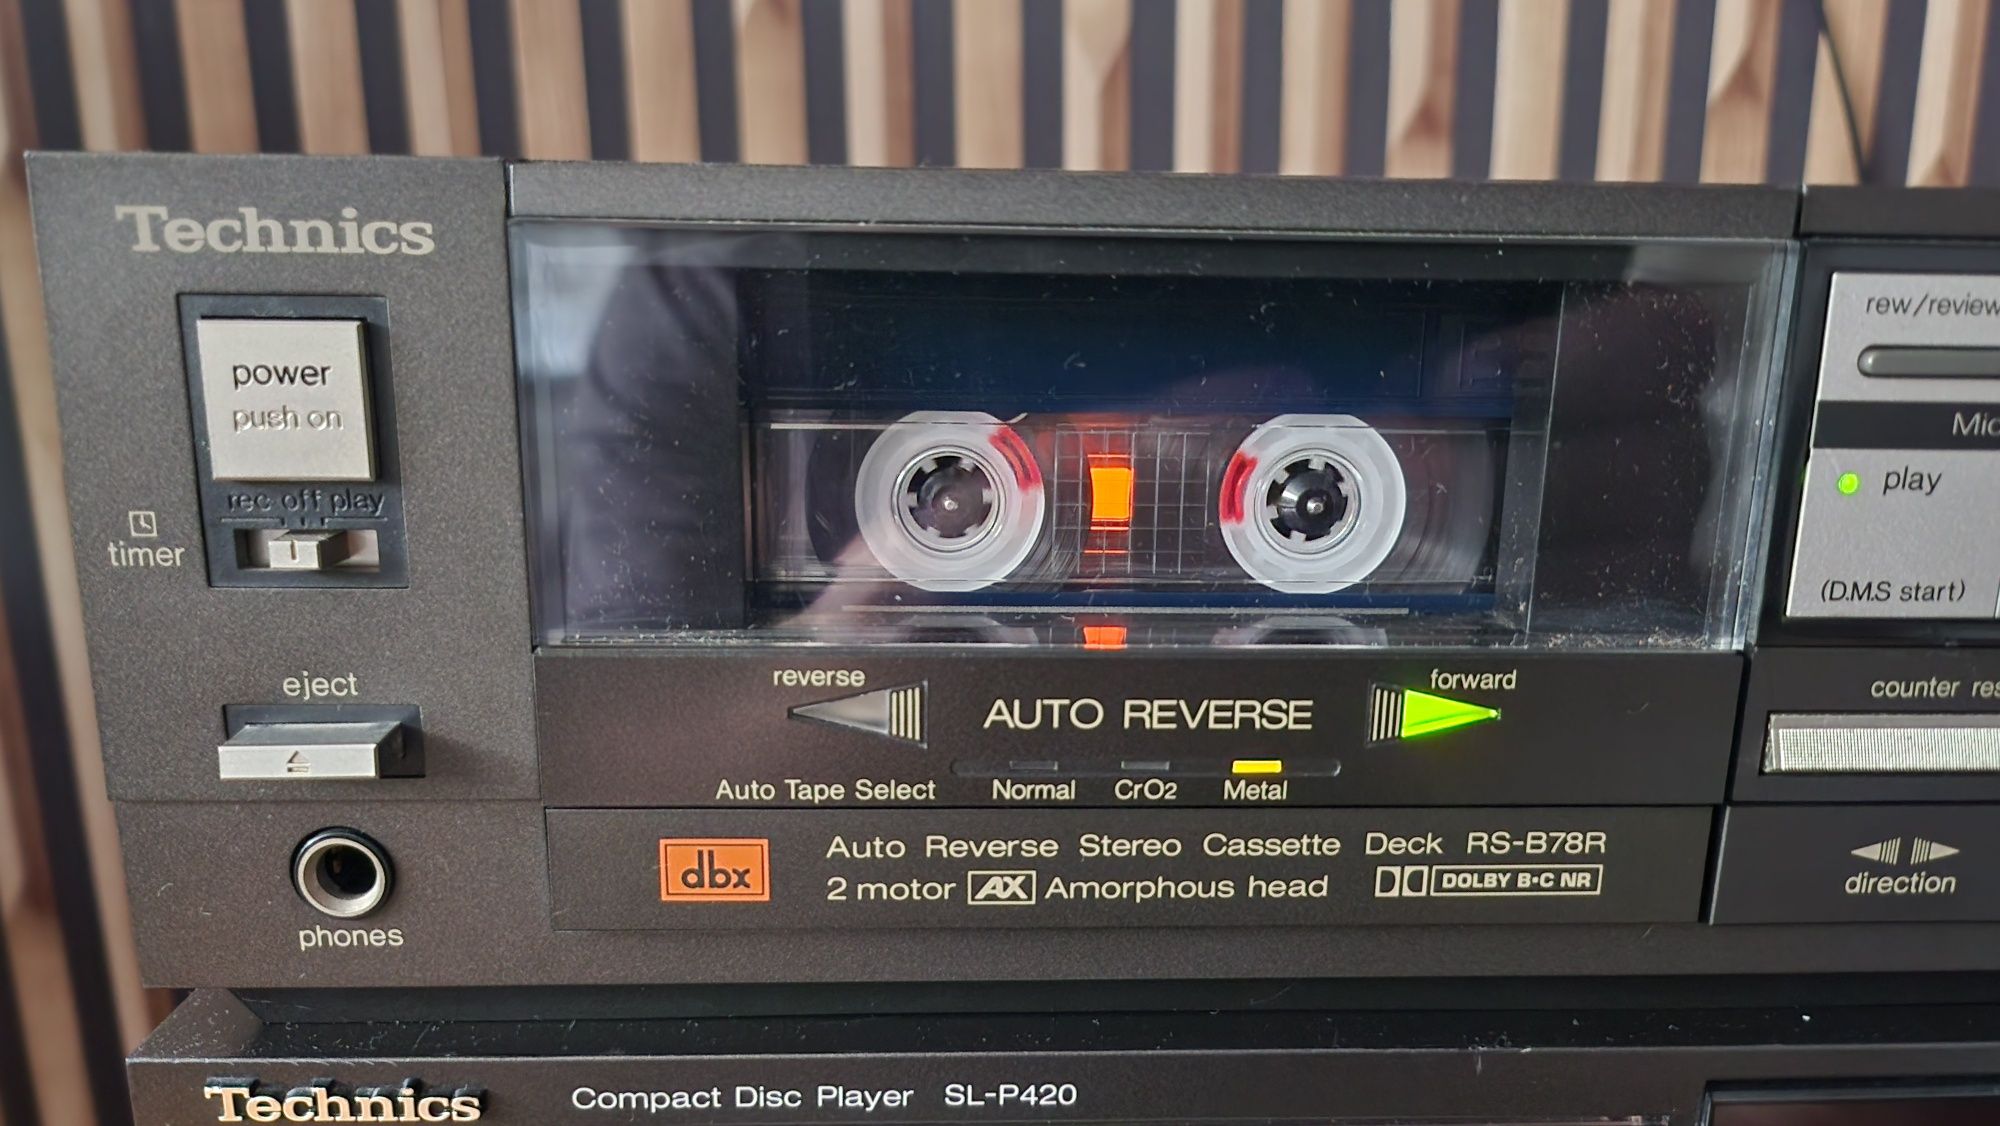 Technics
power
push on
rec off play
timer
eject
phones
rew/review
play
(D.M.S start)
reverse
AUTO REVERSE
forward
Auto Tape Select
Normal
CrO2
Metal
counter
dbx
Auto Reverse Stereo Cassette Deck RS-B78R
2 motor AX Amorphous head
DOLBY B•C NR
direction
Technics
Compact Disc Player SL-P420